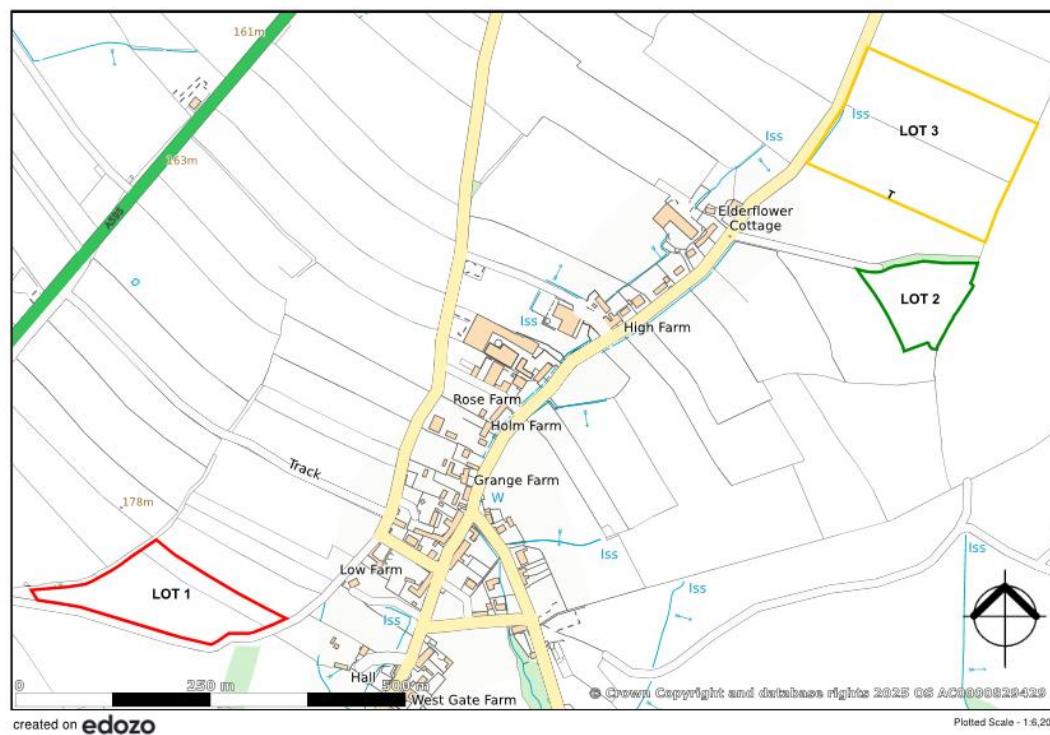 161m
163m
A595
Iss
LOT 3
T
Iss
Elderflower
Cottage
LOT 2
Iss
High Farm
Rose Farm
Holm Farm
Track
Grange Farm
W
178m
Iss
Iss
Low Farm
LOT 1
Iss
Iss
Hall
0 250 m 500 m
West Gate Farm
© Crown Copyright and database rights 2025 OS AC0000829429
created on edozo
Plotted Scale - 1:6,20